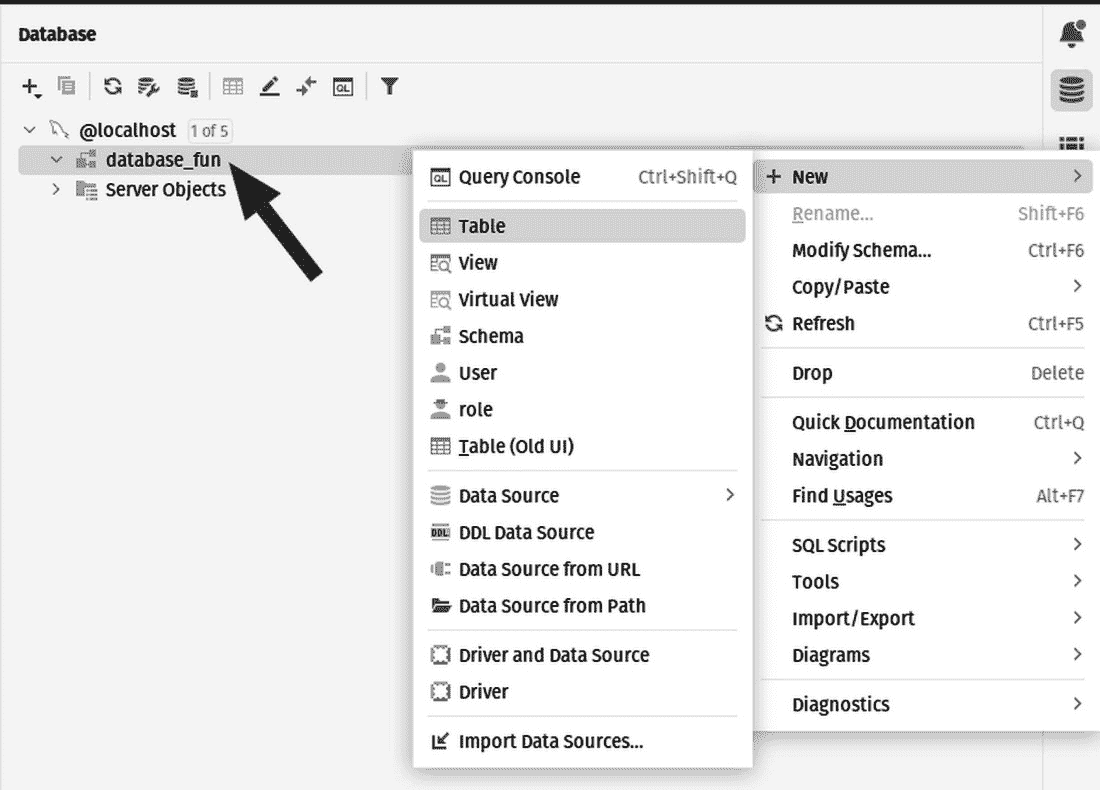 Database
QL
@localhost 1 of 5
database_fun
Server Objects
QL Query Console Ctrl+Shift+Q
Table
View
Virtual View
Schema
User
role
Table (Old UI)
Data Source
DDL DDL Data Source
Data Source from URL
Data Source from Path
Driver and Data Source
Driver
Import Data Sources...
New
Rename... Shift+F6
Modify Schema... Ctrl+F6
Copy/Paste
Refresh Ctrl+F5
Drop Delete
Quick Documentation Ctrl+Q
Navigation
Find Usages Alt+F7
SQL Scripts
Tools
Import/Export
Diagrams
Diagnostics